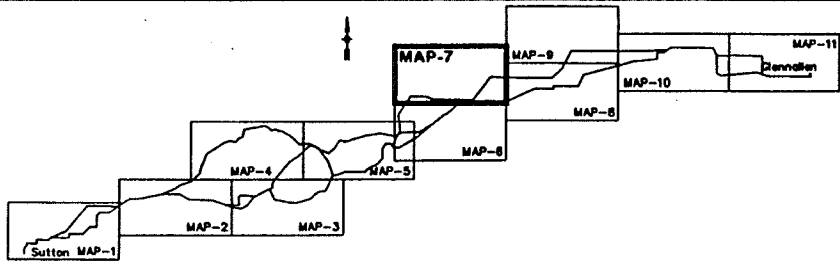 MAP-7
MAP-9
MAP-11
Glennallen
MAP-10
MAP-8
MAP-6
MAP-4
MAP-5
MAP-2
MAP-3
Sutton MAP-1